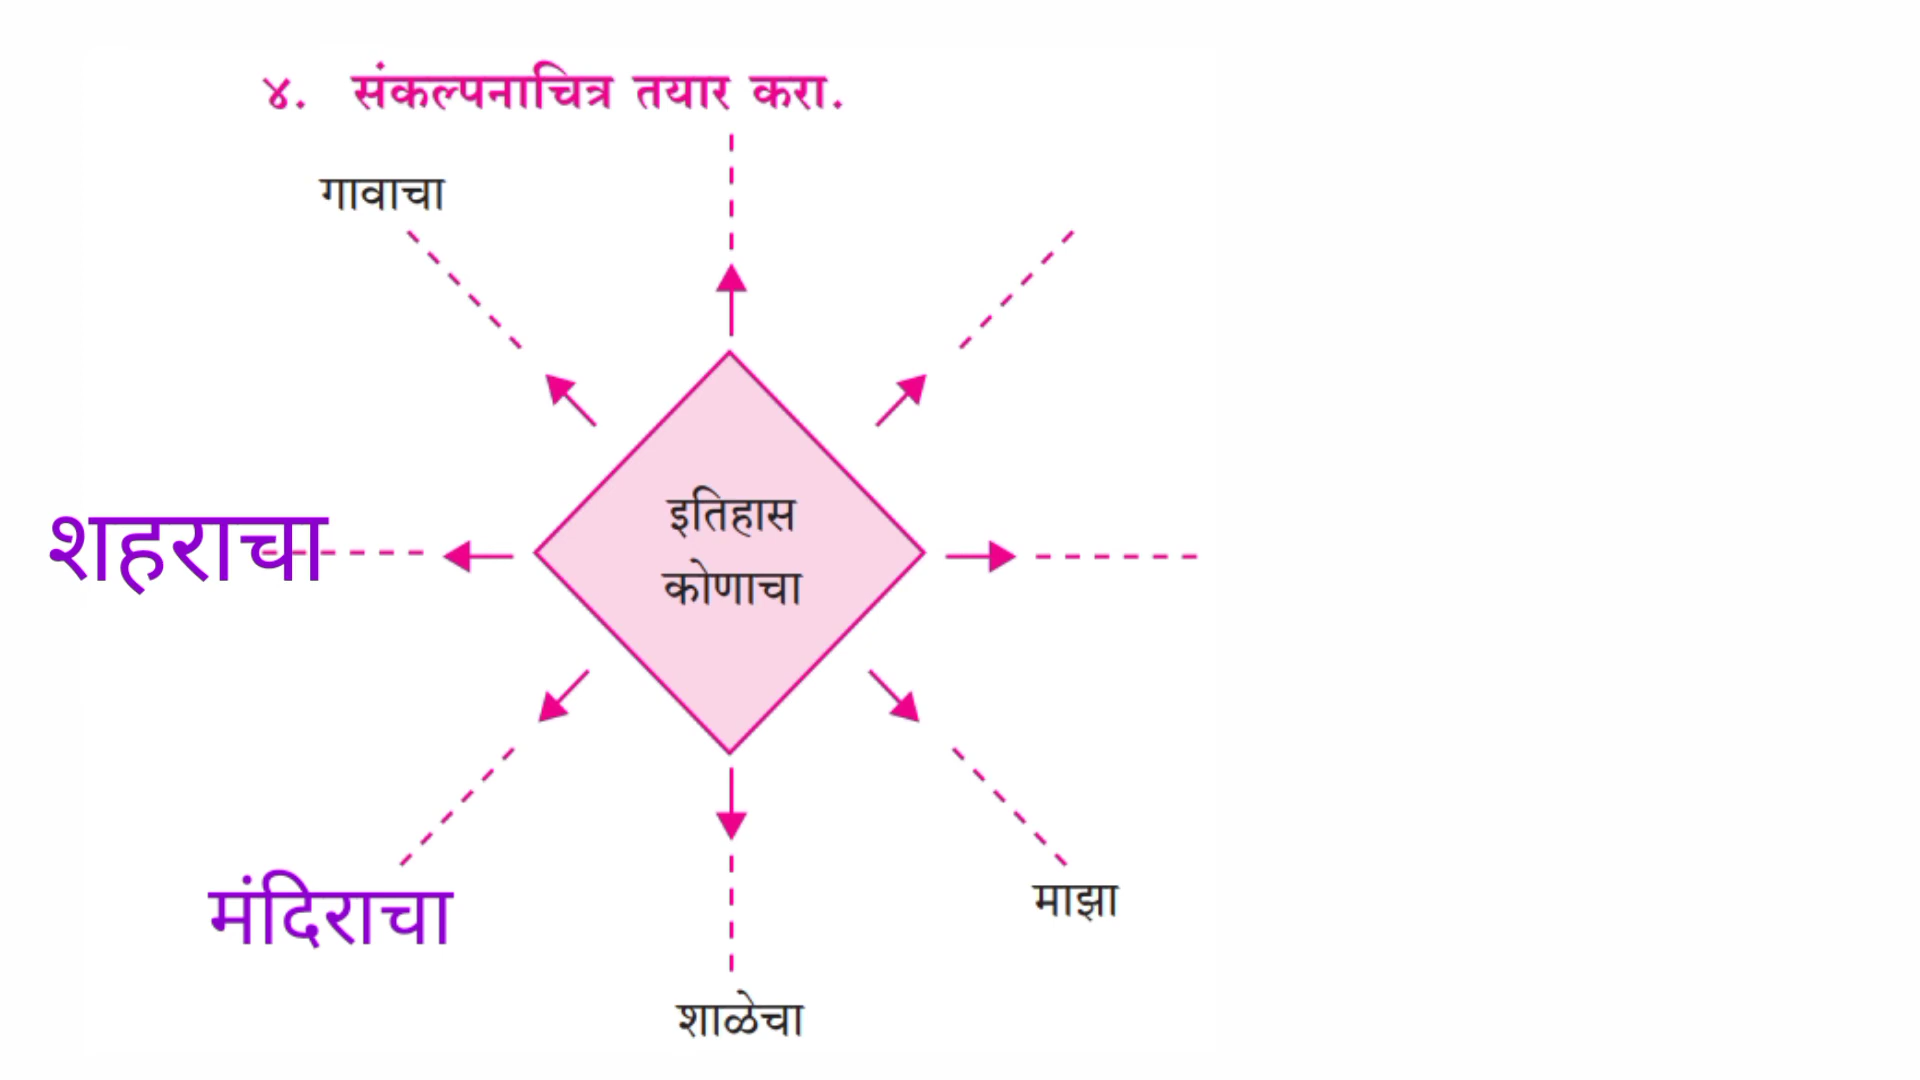 ४. संकल्पनाचित्र तयार करा.
गावाचा
शहराचा
इतिहास
कोणाचा
मंदिराचा
माझा
शाळेचा